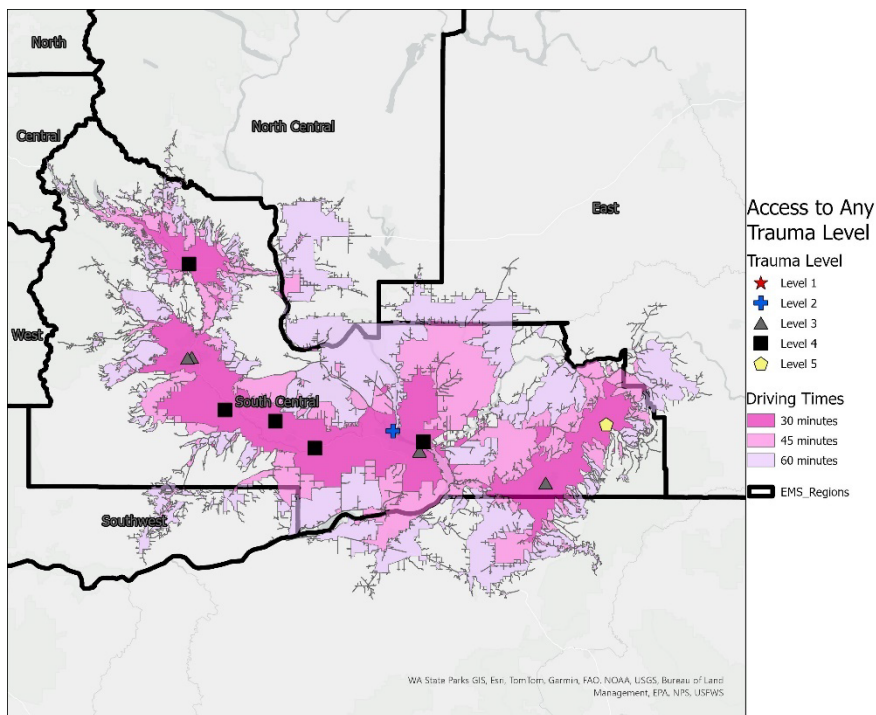 North
Central
North Central
East
West
South Central
Southwest
WA State Parks GIS, Esri, TomTom, Garmin, FAO, NOAA, USGS, Bureau of Land
Management, EPA, NPS, USFWS
Access to Any
Trauma Level
Trauma Level
Level 1
Level 2
Level 3
Level 4
Level 5
Driving Times
30 minutes
45 minutes
60 minutes
EMS_Regions